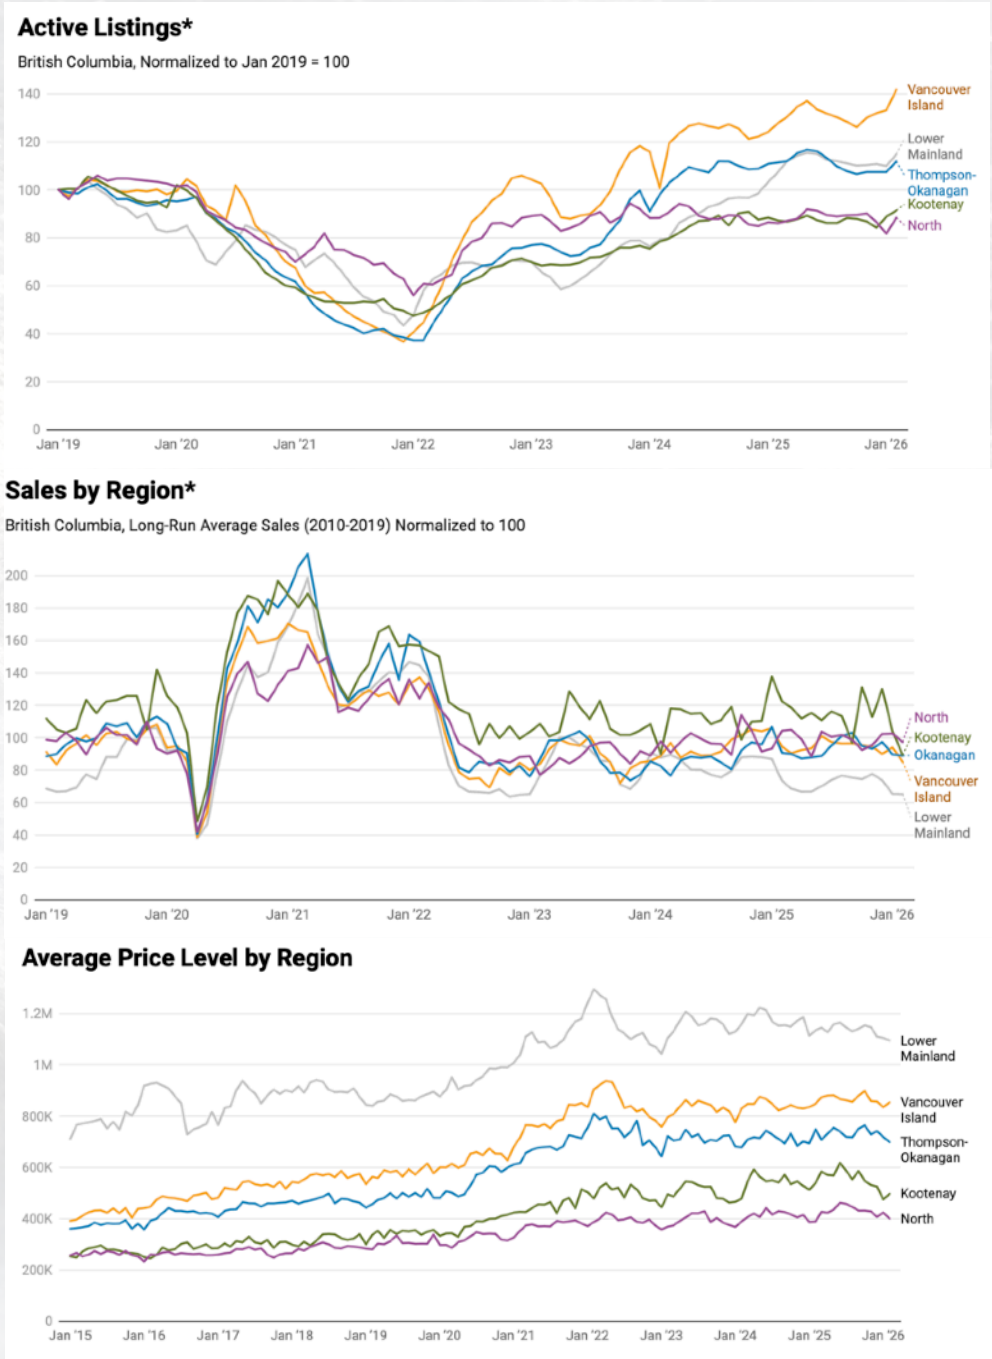 Active Listings*
British Columbia, Normalized to Jan 2019 = 100
140
120
100
80
60
40
20
0
Vancouver
Island
Lower
Mainland
Thompson-
Okanagan
Kootenay
North
Jan '19
Jan '20
Jan '21
Jan '22
Jan '23
Jan '24
Jan '25
Jan '26
Sales by Region*
British Columbia, Long-Run Average Sales (2010-2019) Normalized to 100
200
180
160
140
120
100
80
60
40
20
0
North
Kootenay
Okanagan
Vancouver
Island
Lower
Mainland
Jan '19
Jan '20
Jan '21
Jan '22
Jan '23
Jan '24
Jan '25
Jan '26
Average Price Level by Region
1.2M
1M
800K
600K
400K
200K
0
Lower
Mainland
Vancouver
Island
Thompson-
Okanagan
Kootenay
North
Jan '15
Jan '16
Jan '17
Jan '18
Jan '19
Jan '20
Jan '21
Jan '22
Jan '23
Jan '24
Jan '25
Jan '26